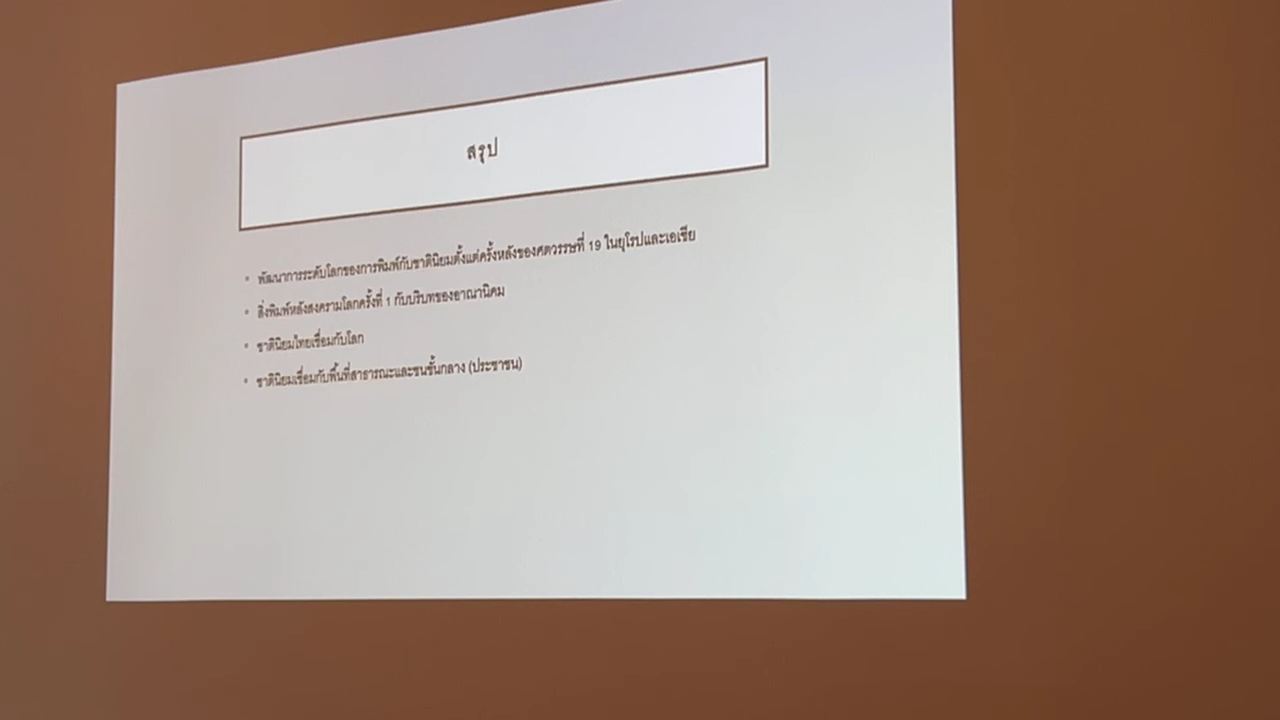 สรุป
• พัฒนาการระดับโลกของการพิมพ์กับชาตินิยมตั้งแต่ครั้งหลังของศตวรรษที่ 19 ในยุโรปและเอเชีย
• สิ่งพิมพ์หลังสงครามโลกครั้งที่ 1 กับบริบทของอาณานิคม
• ชาตินิยมไทยเชื่อมกับโลก
• ชาตินิยมเชื่อมกับพื้นที่สาธารณะและชนชั้นกลาง (ประชาชน)